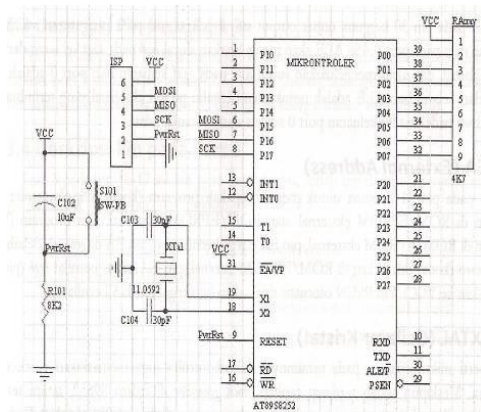 VCC
RArray
ISP
VCC
6
5 MOSI
4 MISO
3 SCK
2 PwrRst
1
VCC
C102
10uF
S101
SW-PB
PwrRst
R101
8K2
C103 30pF
XTal
11.0592
C104 30pF
MIKRONTROLER
1 P10
2 P11
3 P12
4 P13
5 P14
MOSI 6 P15
MISO 7 P16
SCK 8 P17
13 INT1
12 INT0
15 T1
14 T0
VCC
31 EA/VP
19 X1
18 X2
PwrRst 9 RESET
17 RD
16 WR
P00 39
P01 38
P02 37
P03 36
P04 35
P05 34
P06 33
P07 32
P20 21
P21 22
P22 23
P23 24
P24 25
P25 26
P26 27
P27 28
RXD 10
TXD 11
ALE/P 30
PSEN 29
1
2
3
4
5
6
7
8
9
4K7
AT89S8252